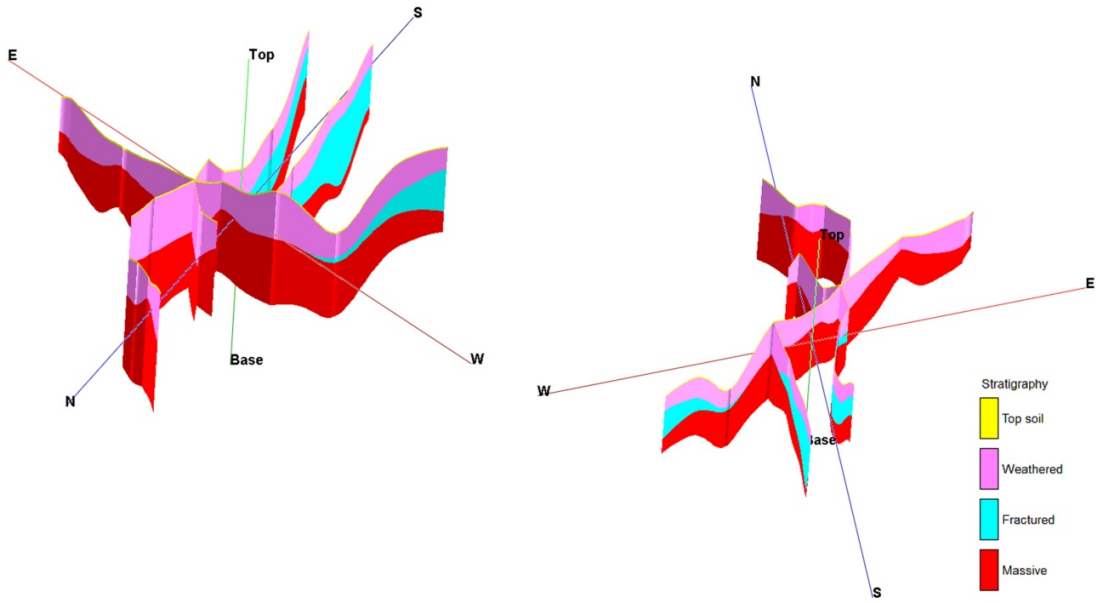 S
E
Top
Base
W
N
N
Top
E
W
Base
S
Stratigraphy
Top soil
Weathered
Fractured
Massive